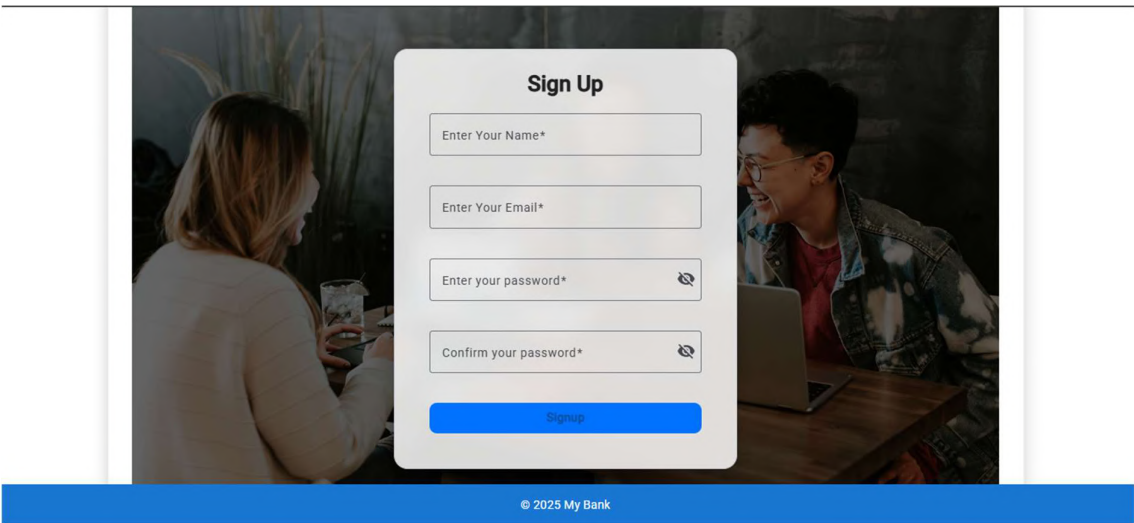 Sign Up
Enter Your Name*
Enter Your Email*
Enter your password*
Confirm your password*
Signup
© 2025 My Bank